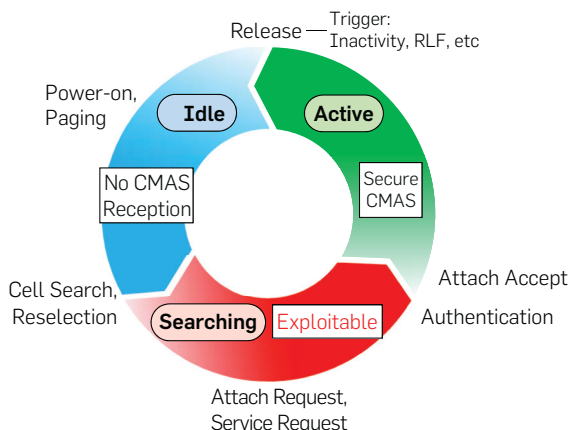 Release
Trigger:
Inactivity, RLF, etc
Power-on,
Paging
Idle
Active
No CMAS
Reception
Secure
CMAS
Cell Search,
Reselection
Searching
Exploitable
Attach Accept
Authentication
Attach Request,
Service Request